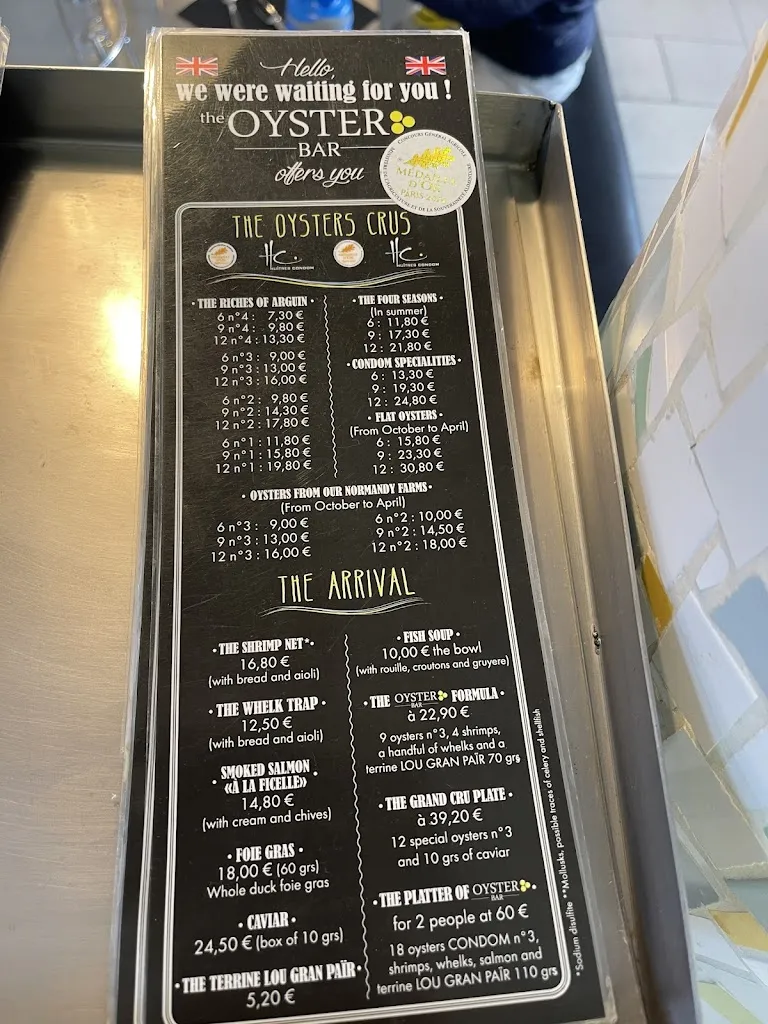 Hello,
we were waiting for you !
the OYSTER
BAR
offers you
CONCOURS GÉNÉRAL AGRICOLE
MÉDAILLE
D'OR
PARIS
THE OYSTERS CRUS
HC.
HUÎTRES CONDOM
HC.
HUÎTRES CONDOM
• THE RICHES OF ARGUIN •
6 n°4 : 7,30 €
9 n°4 : 9,80 €
12 n°4 : 13,30 €
6 n°3 : 9,00 €
9 n°3 : 13,00 €
12 n°3 : 16,00 €
6 n°2 : 9,80 €
9 n°2 : 14,30 €
12 n°2 : 17,80 €
6 n°1 : 11,80 €
9 n°1 : 15,80 €
12 n°1 : 19,80 €
• THE FOUR SEASONS •
(In summer)
6 : 11,80 €
9 : 17,30 €
12 : 21,80 €
• CONDOM SPECIALITIES •
6 : 13,30 €
9 : 19,30 €
12 : 24,80 €
• FLAT OYSTERS •
(From October to April)
6 : 15,80 €
9 : 23,30 €
12 : 30,80 €
• OYSTERS FROM OUR NORMANDY FARMS •
(From October to April)
6 n°3 : 9,00 €
9 n°3 : 13,00 €
12 n°3 : 16,00 €
6 n°2 : 10,00 €
9 n°2 : 14,50 €
12 n°2 : 18,00 €
THE ARRIVAL
• THE SHRIMP NET* •
16,80 €
(with bread and aioli)
• THE WHELK TRAP •
12,50 €
(with bread and aioli)
• SMOKED SALMON •
«À LA FICELLE»
14,80 €
(with cream and chives)
• FOIE GRAS •
18,00 € (60 grs)
Whole duck foie gras
• CAVIAR •
24,50 € (box of 10 grs)
• THE TERRINE LOU GRAN PAÏR •
5,20 €
• FISH SOUP •
10,00 € the bowl
(with rouille, croutons and gruyere)
• THE OYSTER BAR FORMULA •
à 22,90 €
9 oysters n°3, 4 shrimps,
a handful of whelks and a
terrine LOU GRAN PAÏR 70 grs
• THE GRAND CRU PLATE •
à 39,20 €
12 special oysters n°3
and 10 grs of caviar
• THE PLATTER OF OYSTER BAR •
for 2 people at 60 €
18 oysters CONDOM n°3,
shrimps, whelks, salmon and
terrine LOU GRAN PAÏR 110 grs
*Sodium disulfite **Mollusks, possible traces of celery and shellfish